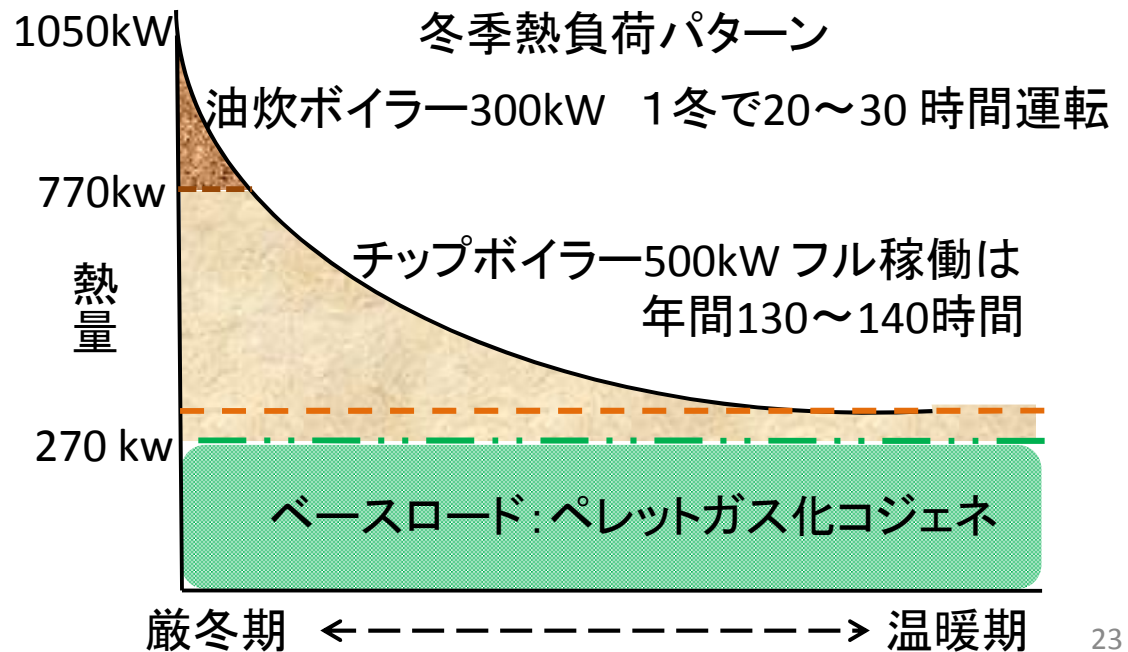 1050kW
冬季熱負荷パターン
油炊ボイラー300kW １冬で20～30 時間運転
770kw
チップボイラー500kW フル稼働は
年間130～140時間
熱
量
270 kw
ベースロード：ペレットガス化コジェネ
厳冬期
温暖期
23